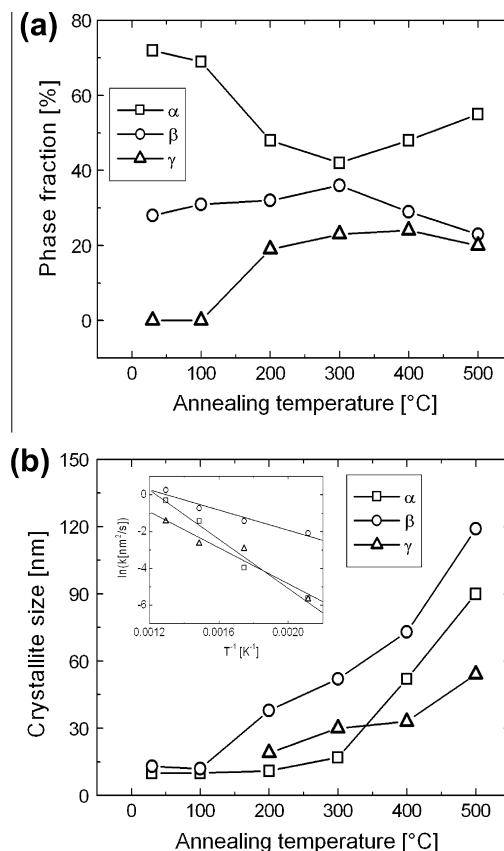 (a)
80
60
40
20
0
Phase fraction [%]
α
β
γ
0 100 200 300 400 500
Annealing temperature [°C]
(b)
150
120
90
60
30
0
Crystallite size [nm]
α
β
γ
0
-2
-4
-6
ln(k[nm²/s])
0.0012 0.0016 0.0020
T⁻¹ [K⁻¹]
0 100 200 300 400 500
Annealing temperature [°C]